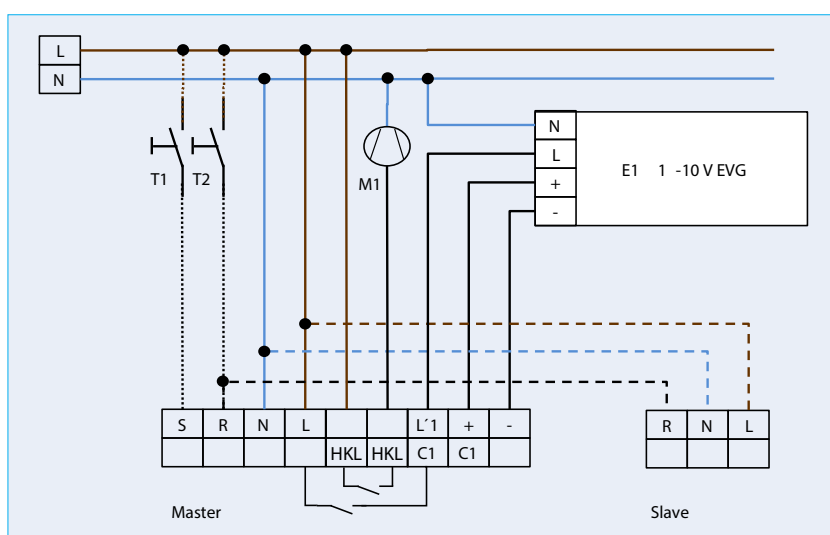 L
N
N
L
E1 1 -10 V EVG
+
-
T1 T2 M1
S R N L L´1 + -
HKL HKL C1 C1
R N L
Master Slave